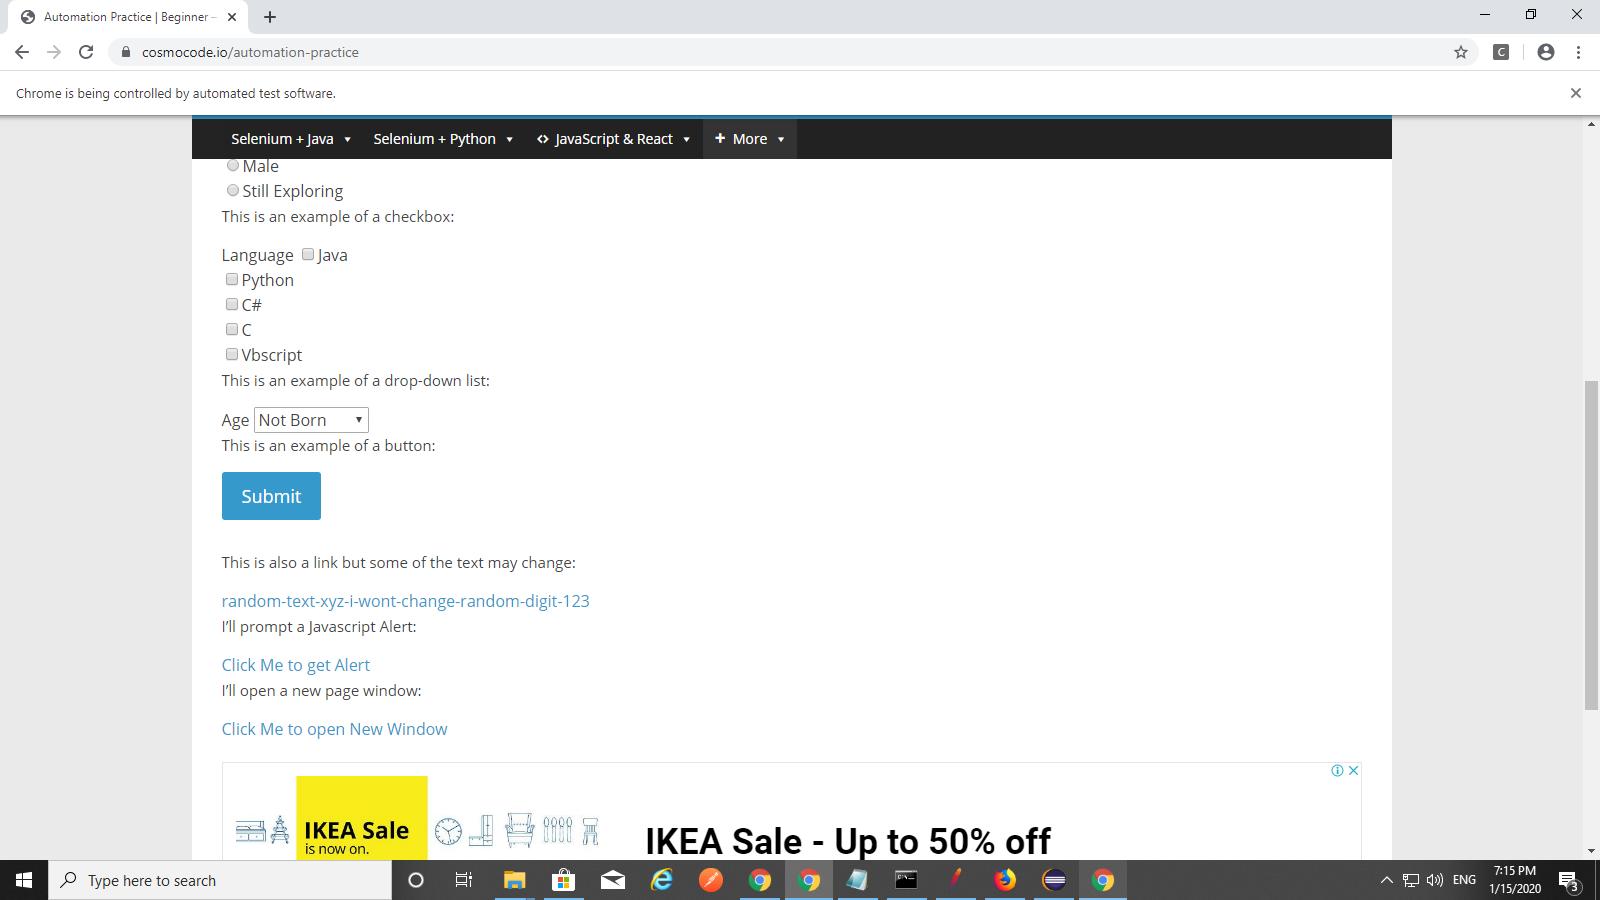 Automation Practice | Beginner –
cosmocode.io/automation-practice
C
Chrome is being controlled by automated test software.
Selenium + Java Selenium + Python JavaScript & React + More
Male
Still Exploring
This is an example of a checkbox:
Language Java
Python
C#
C
Vbscript
This is an example of a drop-down list:
Age Not Born
This is an example of a button:
Submit
This is also a link but some of the text may change:
random-text-xyz-i-wont-change-random-digit-123
I’ll prompt a Javascript Alert:
Click Me to get Alert
I’ll open a new page window:
Click Me to open New Window
IKEA Sale
is now on.
IKEA Sale - Up to 50% off
Type here to search
ENG
7:15 PM
1/15/2020
3